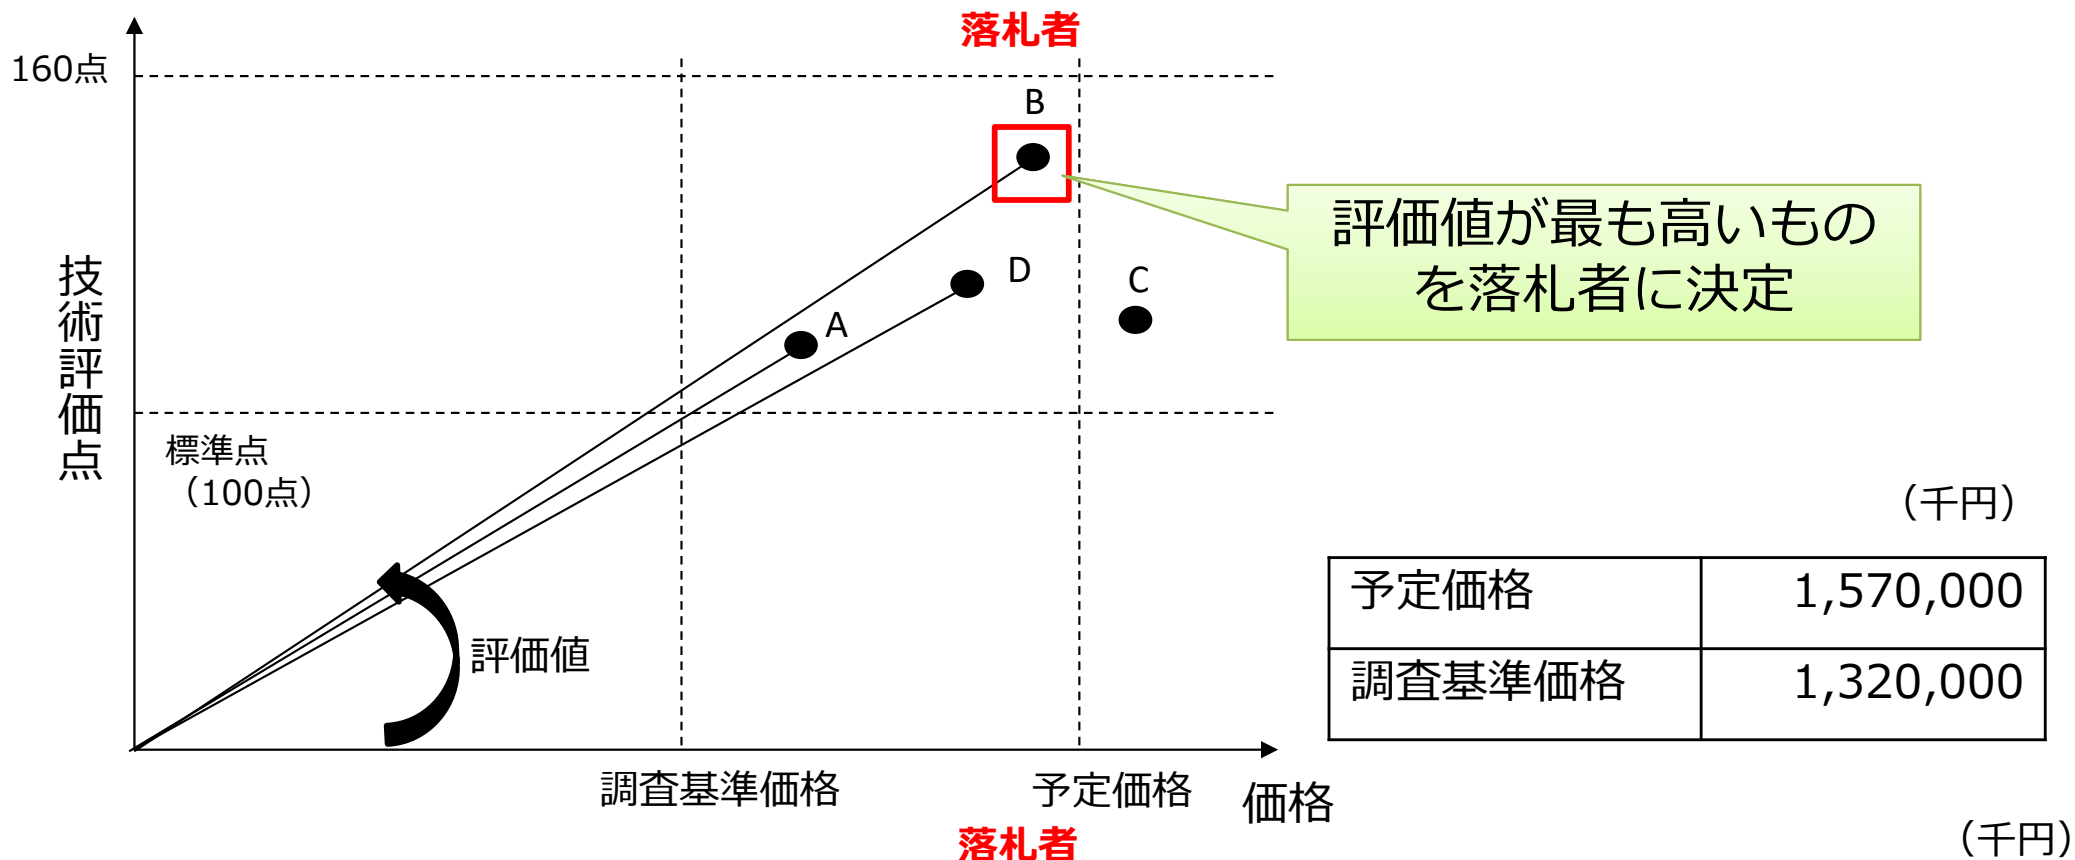 落札者
160点
B
評価値が最も高いもの
を落札者に決定
D
C
A
技術評価点
標準点
（100点）
（千円）
予定価格 1,570,000
調査基準価格 1,320,000
評価値
調査基準価格
予定価格
価格
落札者
（千円）